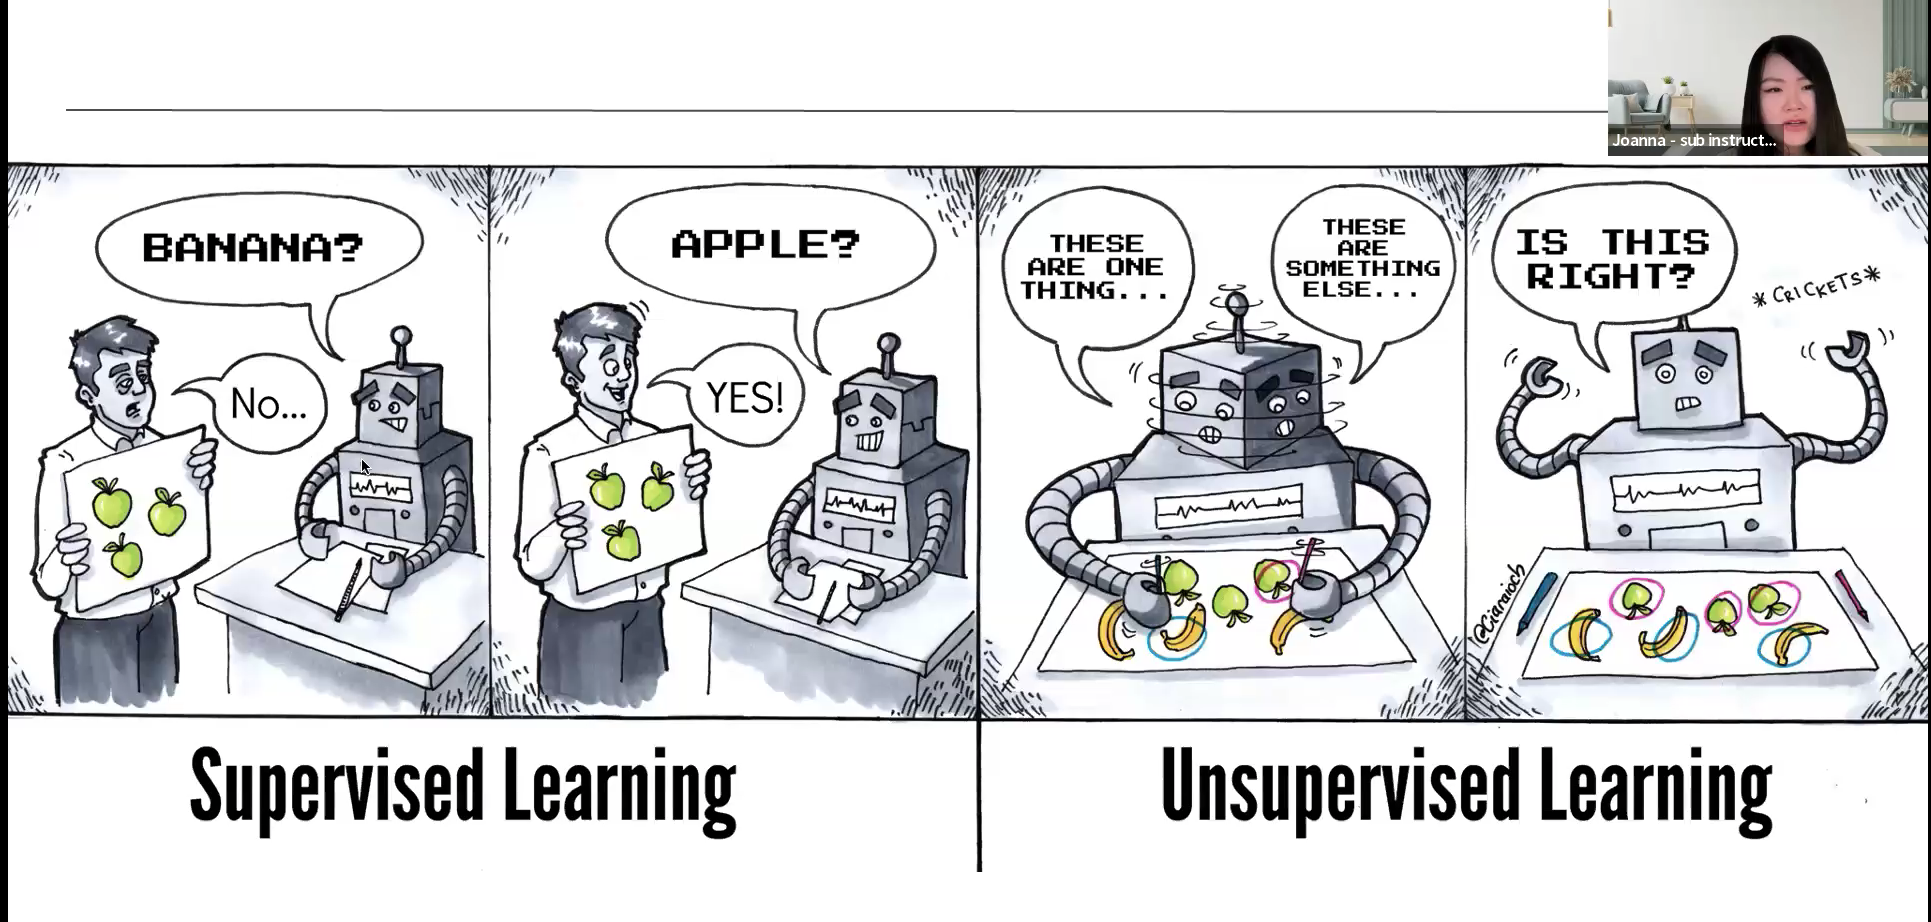 Joanna - sub instruct...
BANANA?
No...
APPLE?
YES!
THESE
ARE ONE
THING...
THESE
ARE
SOMETHING
ELSE...
IS THIS
RIGHT?
*CRICKETS*
@Ciaraioch
Supervised Learning
Unsupervised Learning